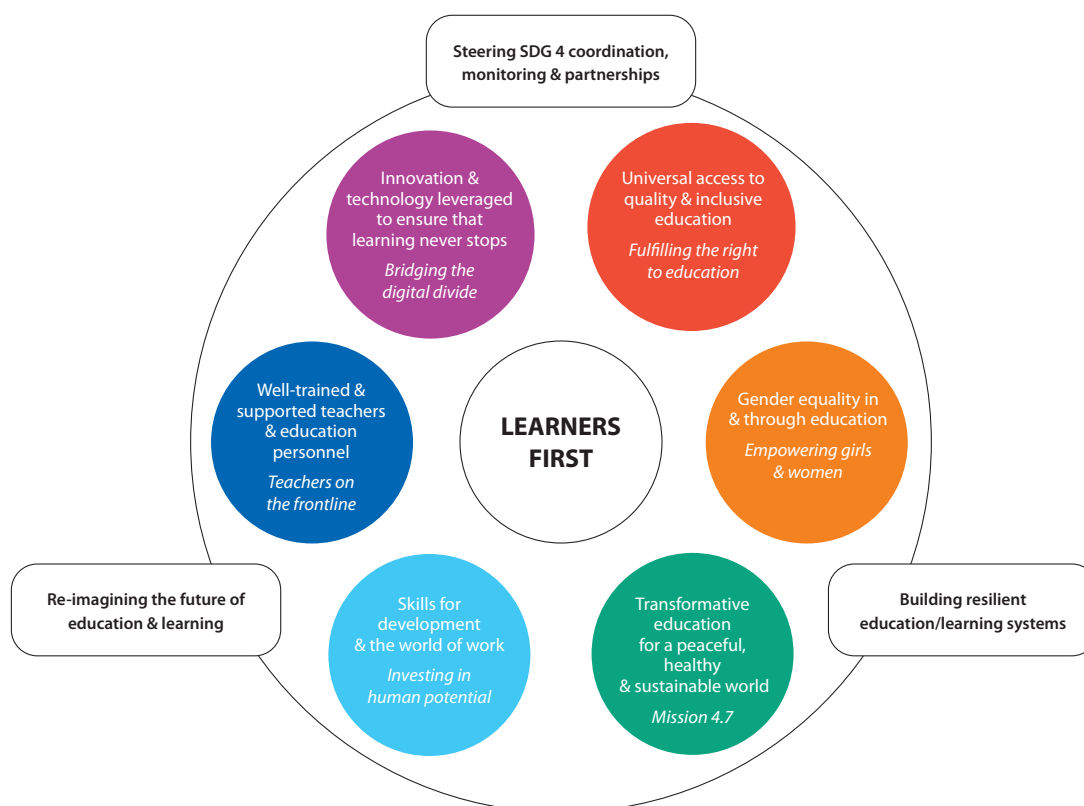 Steering SDG 4 coordination,
monitoring & partnerships
Innovation &
technology leveraged
to ensure that
learning never stops
Bridging the
digital divide
Universal access to
quality & inclusive
education
Fulfilling the right
to education
Well-trained &
supported teachers
& education
personnel
Teachers on
the frontline
LEARNERS
FIRST
Gender equality in
& through education
Empowering girls
& women
Re-imagining the future of
education & learning
Skills for
development
& the world of work
Investing in
human potential
Transformative
education
for a peaceful,
healthy
& sustainable world
Mission 4.7
Building resilient
education/learning systems